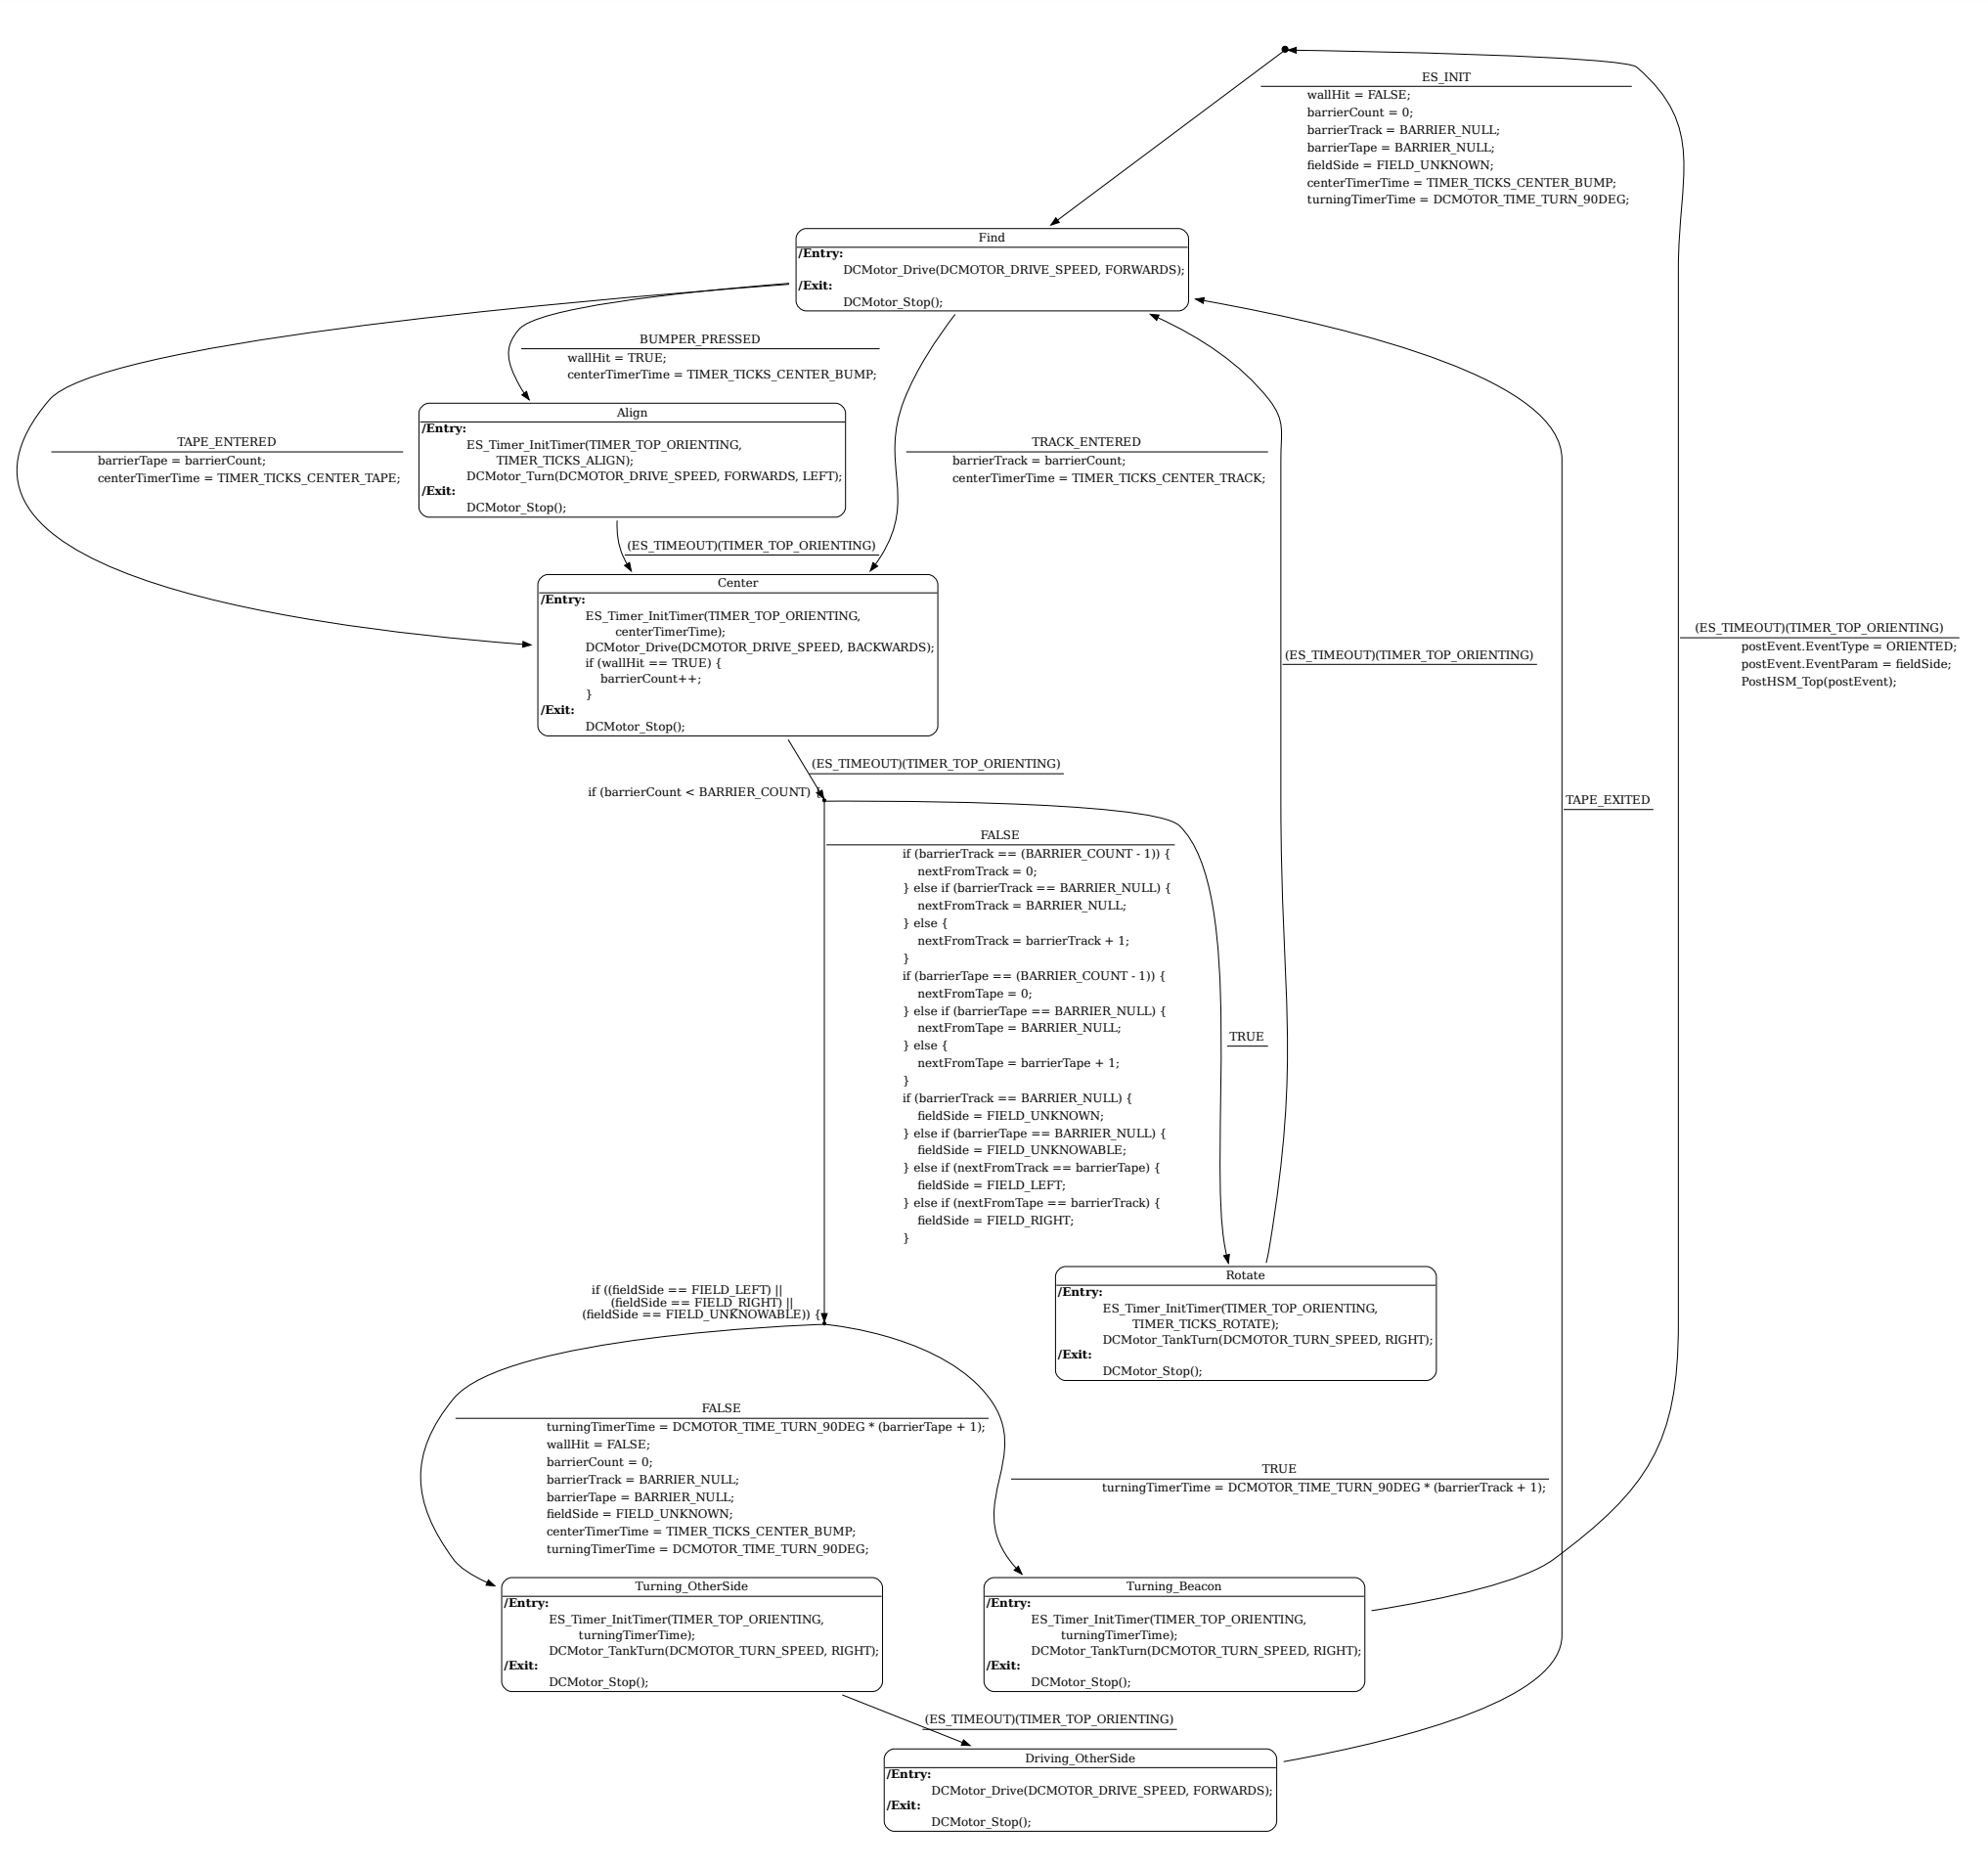 ES_INIT
wallHit = FALSE;
barrierCount = 0;
barrierTrack = BARRIER_NULL;
barrierTape = BARRIER_NULL;
fieldSide = FIELD_UNKNOWN;
centerTimerTime = TIMER_TICKS_CENTER_BUMP;
turningTimerTime = DCMOTOR_TIME_TURN_90DEG;
Find
/Entry:
DCMotor_Drive(DCMOTOR_DRIVE_SPEED, FORWARDS);
/Exit:
DCMotor_Stop();
BUMPER_PRESSED
wallHit = TRUE;
centerTimerTime = TIMER_TICKS_CENTER_BUMP;
TAPE_ENTERED
barrierTape = barrierCount;
centerTimerTime = TIMER_TICKS_CENTER_TAPE;
Align
/Entry:
ES_Timer_InitTimer(TIMER_TOP_ORIENTING,
TIMER_TICKS_ALIGN);
DCMotor_Turn(DCMOTOR_DRIVE_SPEED, FORWARDS, LEFT);
/Exit:
DCMotor_Stop();
TRACK_ENTERED
barrierTrack = barrierCount;
centerTimerTime = TIMER_TICKS_CENTER_TRACK;
(ES_TIMEOUT)(TIMER_TOP_ORIENTING)
Center
/Entry:
ES_Timer_InitTimer(TIMER_TOP_ORIENTING,
centerTimerTime);
DCMotor_Drive(DCMOTOR_DRIVE_SPEED, BACKWARDS);
if (wallHit == TRUE) {
barrierCount++;
}
/Exit:
DCMotor_Stop();
(ES_TIMEOUT)(TIMER_TOP_ORIENTING)
(ES_TIMEOUT)(TIMER_TOP_ORIENTING)
postEvent.EventType = ORIENTED;
postEvent.EventParam = fieldSide;
PostHSM_Top(postEvent);
(ES_TIMEOUT)(TIMER_TOP_ORIENTING)
if (barrierCount < BARRIER_COUNT) {
TAPE_EXITED
FALSE
if (barrierTrack == (BARRIER_COUNT - 1)) {
nextFromTrack = 0;
} else if (barrierTrack == BARRIER_NULL) {
nextFromTrack = BARRIER_NULL;
} else {
nextFromTrack = barrierTrack + 1;
}
if (barrierTape == (BARRIER_COUNT - 1)) {
nextFromTape = 0;
} else if (barrierTape == BARRIER_NULL) {
nextFromTape = BARRIER_NULL;
} else {
nextFromTape = barrierTape + 1;
}
if (barrierTrack == BARRIER_NULL) {
fieldSide = FIELD_UNKNOWN;
} else if (barrierTape == BARRIER_NULL) {
fieldSide = FIELD_UNKNOWABLE;
} else if (nextFromTrack == barrierTape) {
fieldSide = FIELD_LEFT;
} else if (nextFromTape == barrierTrack) {
fieldSide = FIELD_RIGHT;
}
TRUE
Rotate
/Entry:
ES_Timer_InitTimer(TIMER_TOP_ORIENTING,
TIMER_TICKS_ROTATE);
DCMotor_TankTurn(DCMOTOR_TURN_SPEED, RIGHT);
/Exit:
DCMotor_Stop();
if ((fieldSide == FIELD_LEFT) ||
(fieldSide == FIELD_RIGHT) ||
(fieldSide == FIELD_UNKNOWABLE)) {
FALSE
turningTimerTime = DCMOTOR_TIME_TURN_90DEG * (barrierTape + 1);
wallHit = FALSE;
barrierCount = 0;
barrierTrack = BARRIER_NULL;
barrierTape = BARRIER_NULL;
fieldSide = FIELD_UNKNOWN;
centerTimerTime = TIMER_TICKS_CENTER_BUMP;
turningTimerTime = DCMOTOR_TIME_TURN_90DEG;
TRUE
turningTimerTime = DCMOTOR_TIME_TURN_90DEG * (barrierTrack + 1);
Turning_OtherSide
/Entry:
ES_Timer_InitTimer(TIMER_TOP_ORIENTING,
turningTimerTime);
DCMotor_TankTurn(DCMOTOR_TURN_SPEED, RIGHT);
/Exit:
DCMotor_Stop();
Turning_Beacon
/Entry:
ES_Timer_InitTimer(TIMER_TOP_ORIENTING,
turningTimerTime);
DCMotor_TankTurn(DCMOTOR_TURN_SPEED, RIGHT);
/Exit:
DCMotor_Stop();
(ES_TIMEOUT)(TIMER_TOP_ORIENTING)
Driving_OtherSide
/Entry:
DCMotor_Drive(DCMOTOR_DRIVE_SPEED, FORWARDS);
/Exit:
DCMotor_Stop();